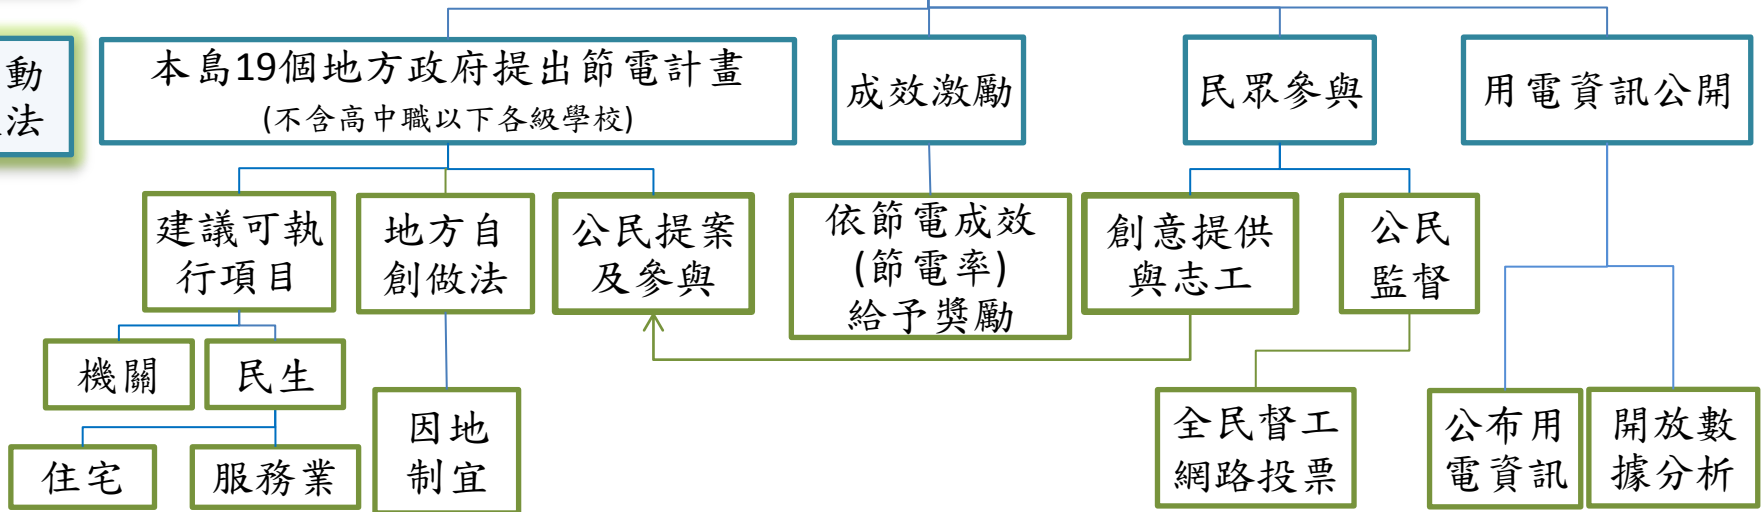 動
法
本島19個地方政府提出節電計畫
(不含高中職以下各級學校)
成效激勵
民眾參與
用電資訊公開
建議可執
行項目
地方自
創做法
公民提案
及參與
依節電成效
(節電率)
給予獎勵
創意提供
與志工
公民
監督
機關
民生
住宅
服務業
因地
制宜
全民督工
網路投票
公布用
電資訊
開放數
據分析